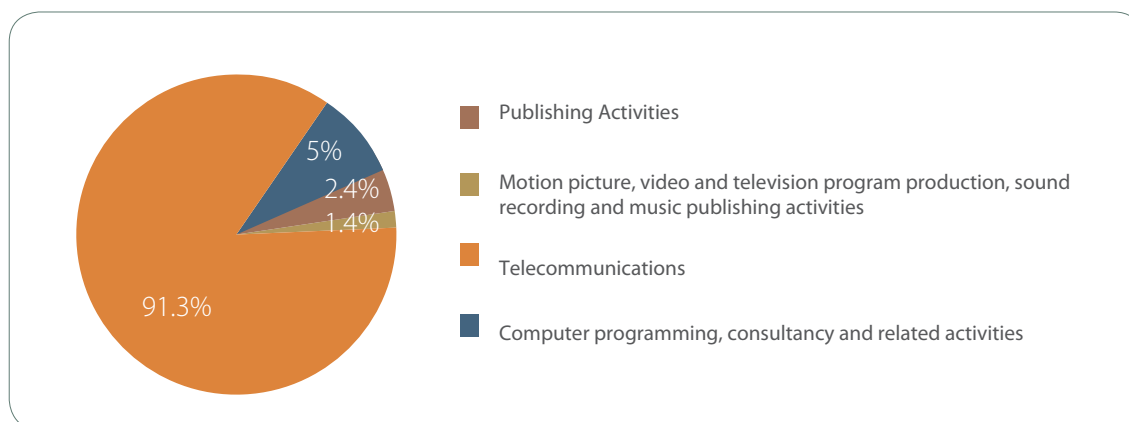 5%
2.4%
1.4%
91.3%
Publishing Activities
Motion picture, video and television program production, sound
recording and music publishing activities
Telecommunications
Computer programming, consultancy and related activities